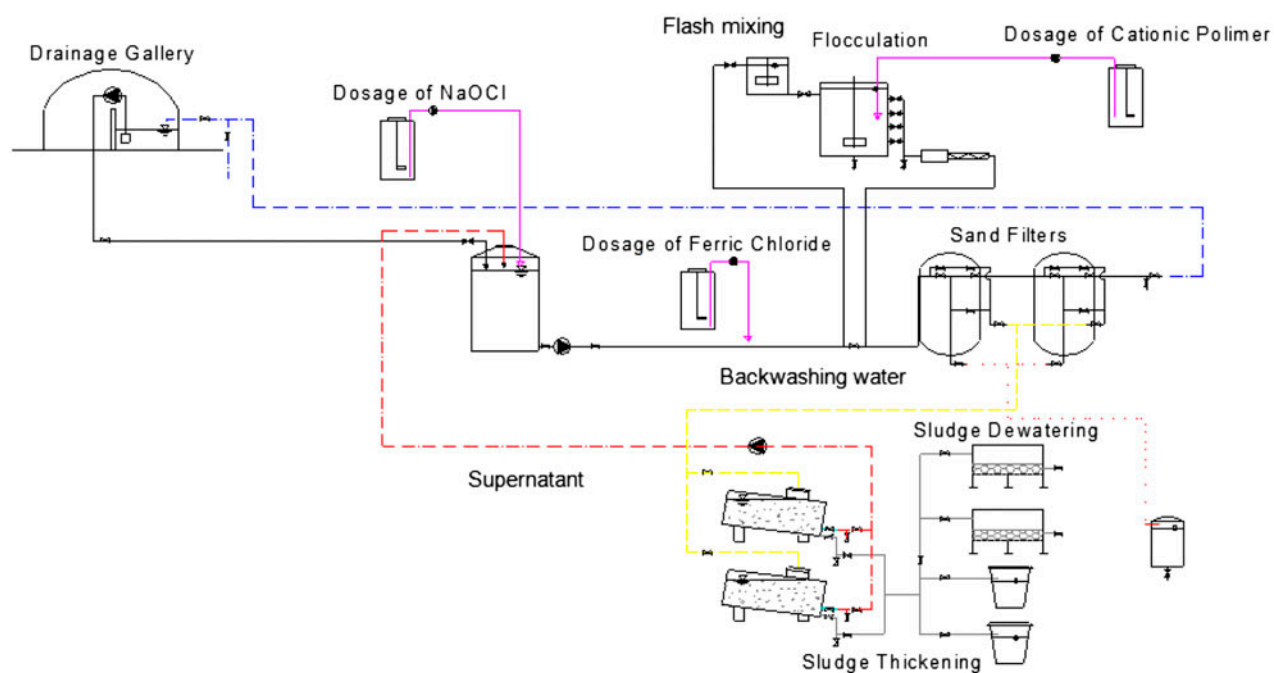 Flash mixing
Drainage Gallery
Flocculation
Dosage of Cationic Polimer
Dosage of NaOCl
Dosage of Ferric Chloride
Sand Filters
Backwashing water
Sludge Dewatering
Supernatant
Sludge Thickening